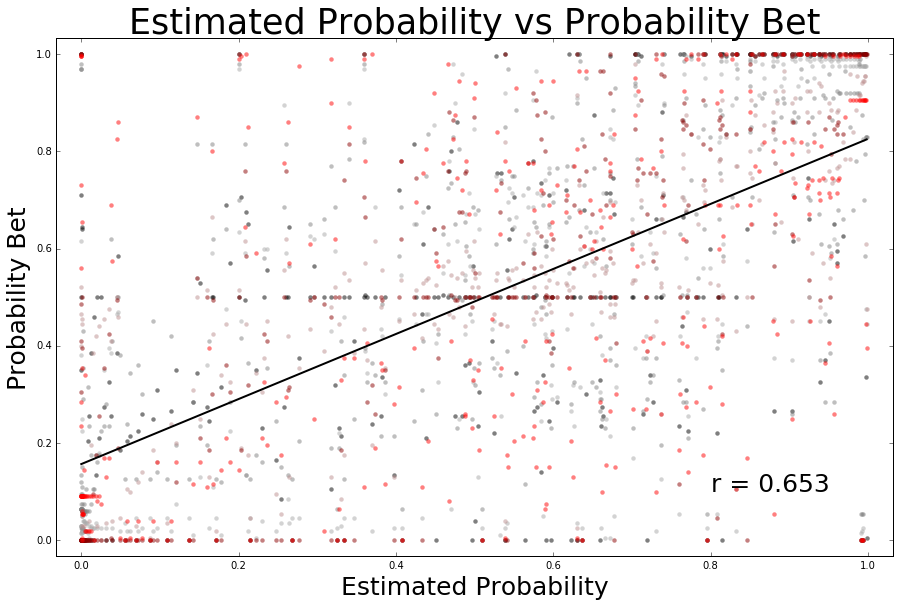 Estimated Probability vs Probability Bet
Probability Bet
1.0
0.8
0.6
0.4
0.2
0.0
r = 0.653
0.0 0.2 0.4 0.6 0.8 1.0
Estimated Probability